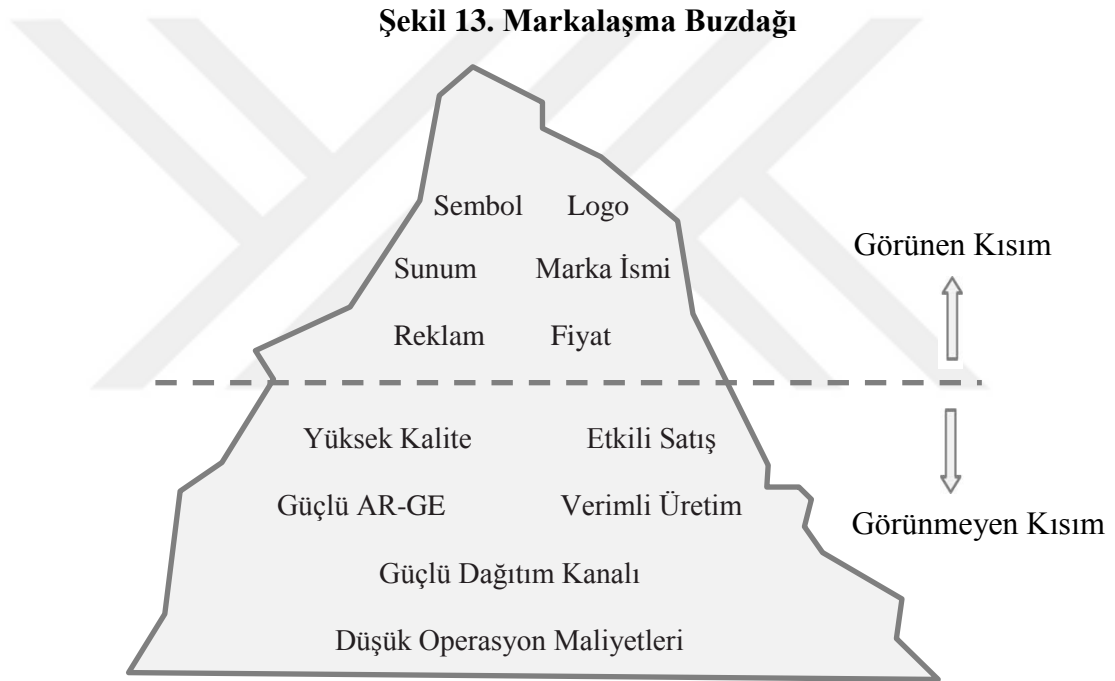 Şekil 13. Markalaşma Buzdağı
Sembol Logo
Sunum Marka İsmi
Reklam Fiyat
Görünen Kısım
Yüksek Kalite Etkili Satış
Güçlü AR-GE Verimli Üretim
Görünmeyen Kısım
Güçlü Dağıtım Kanalı
Düşük Operasyon Maliyetleri